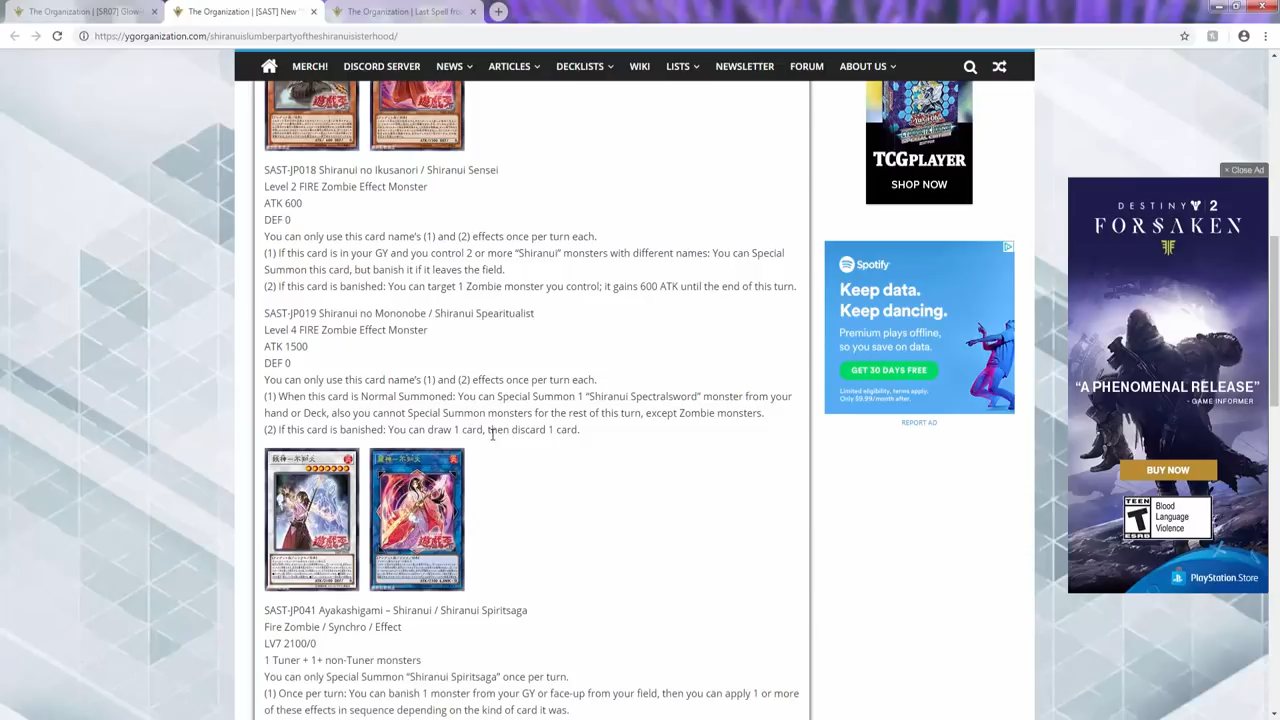 The Organization | [SR07] Glow-
The Organization | [SAST] New "
The Organization | Last Spell fro
https://ygorganization.com/shiranuislumberpartyoftheshiranuisisterhood/
MERCH! DISCORD SERVER NEWS ARTICLES DECKLISTS WIKI LISTS NEWSLETTER FORUM ABOUT US
SAST-JP018 Shiranui no Ikusanori / Shiranui Sensei
Level 2 FIRE Zombie Effect Monster
ATK 600
DEF 0
You can only use this card name's (1) and (2) effects once per turn each.
(1) If this card is in your GY and you control 2 or more “Shiranui” monsters with different names: You can Special
Summon this card, but banish it if it leaves the field.
(2) If this card is banished: You can target 1 Zombie monster you control; it gains 600 ATK until the end of this turn.
SAST-JP019 Shiranui no Mononobe / Shiranui Spearitualist
Level 4 FIRE Zombie Effect Monster
ATK 1500
DEF 0
You can only use this card name's (1) and (2) effects once per turn each.
(1) When this card is Normal Summoned: You can Special Summon 1 “Shiranui Spectralsword” monster from your
hand or Deck, also you cannot Special Summon monsters for the rest of this turn, except Zombie monsters.
(2) If this card is banished: You can draw 1 card, then discard 1 card.
SAST-JP041 Ayakashigami – Shiranui / Shiranui Spiritsaga
Fire Zombie / Synchro / Effect
LV7 2100/0
1 Tuner + 1+ non-Tuner monsters
You can only Special Summon “Shiranui Spiritsaga” once per turn.
(1) Once per turn: You can banish 1 monster from your GY or face-up from your field, then you can apply 1 or more
of these effects in sequence depending on the kind of card it was.
TCGPLAYER
SHOP NOW
Spotify
Keep data.
Keep dancing.
Premium plays offline,
so you save on data.
GET 30 DAYS FREE
Limited eligibility, terms apply.
Only $9.99/month after.
REPORT AD
× Close Ad
DESTINY 2
FORSAKEN
“A PHENOMENAL RELEASE”
- GAME INFORMER
BUY NOW
TEEN
T
ESRB
Blood
Language
Violence
PlayStation Store